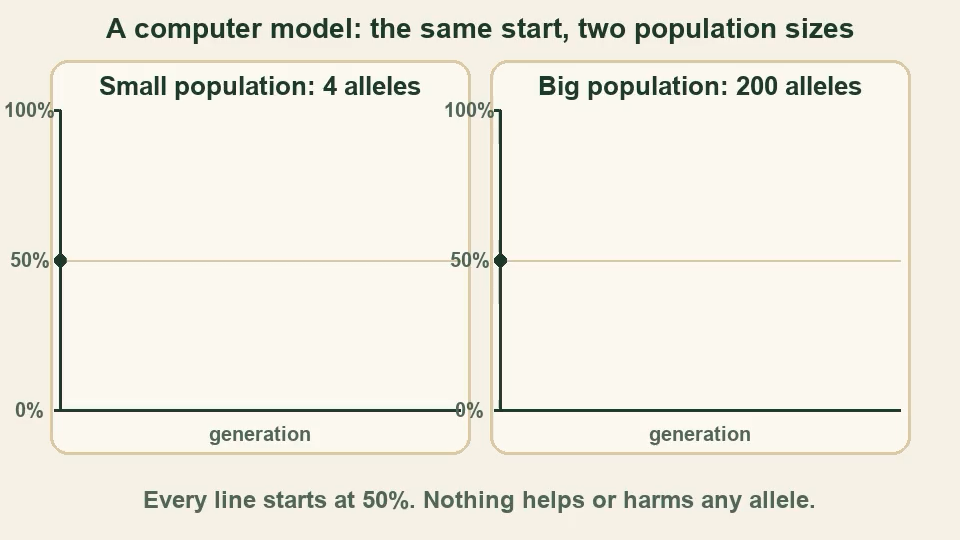 A computer model: the same start, two population sizes
Small population: 4 alleles
100%
50%
0%
generation
Big population: 200 alleles
100%
50%
0%
generation
Every line starts at 50%. Nothing helps or harms any allele.